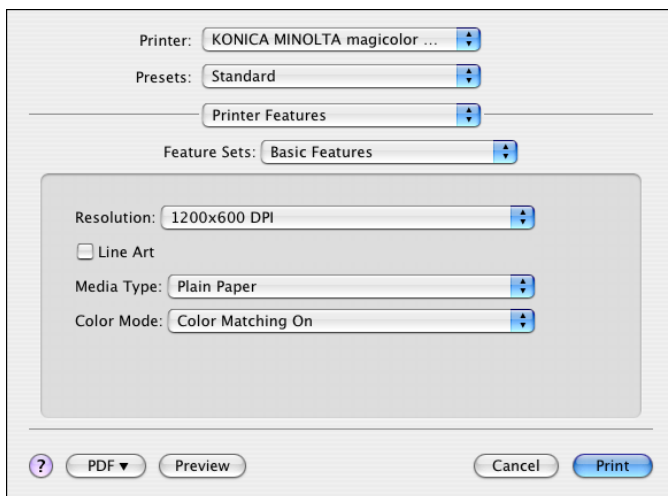 Printer: KONICA MINOLTA magicolor ...
Presets: Standard
Printer Features
Feature Sets: Basic Features
Resolution: 1200x600 DPI
Line Art
Media Type: Plain Paper
Color Mode: Color Matching On
? PDF▼ Preview Cancel Print